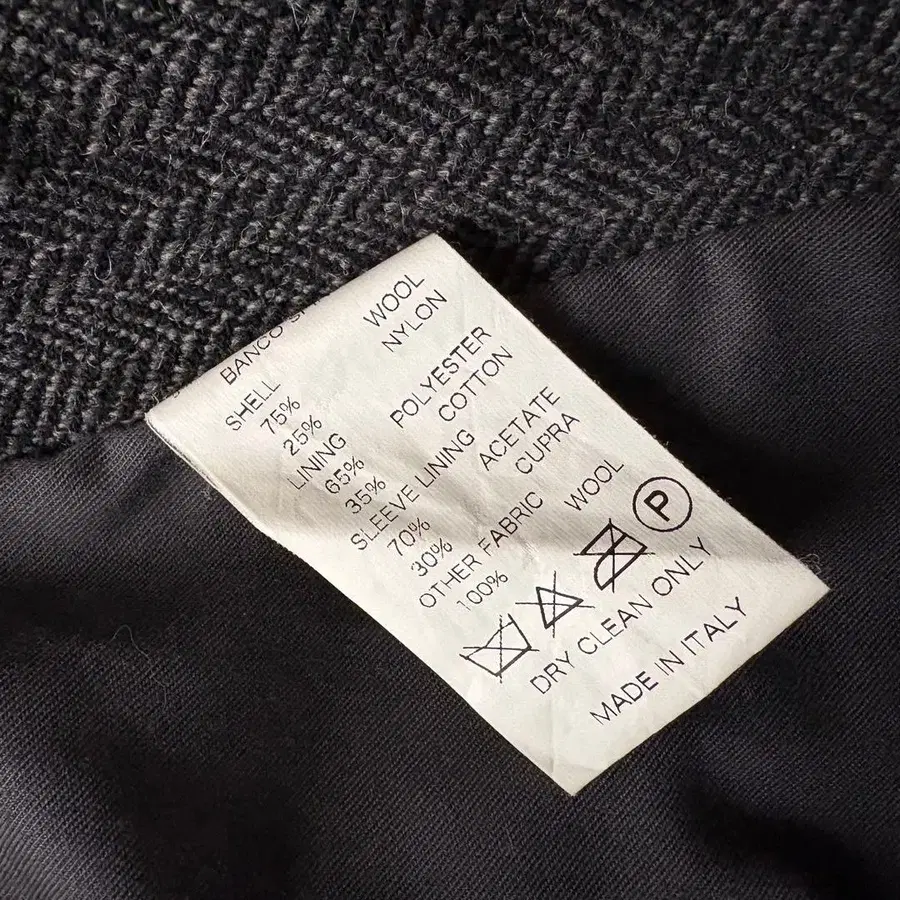 BANCO
SHELL
75% WOOL
25% NYLON
LINING
65% POLYESTER
35% COTTON
SLEEVE LINING
70% ACETATE
30% CUPRA
OTHER FABRIC
100% WOOL
P
DRY CLEAN ONLY
MADE IN ITALY